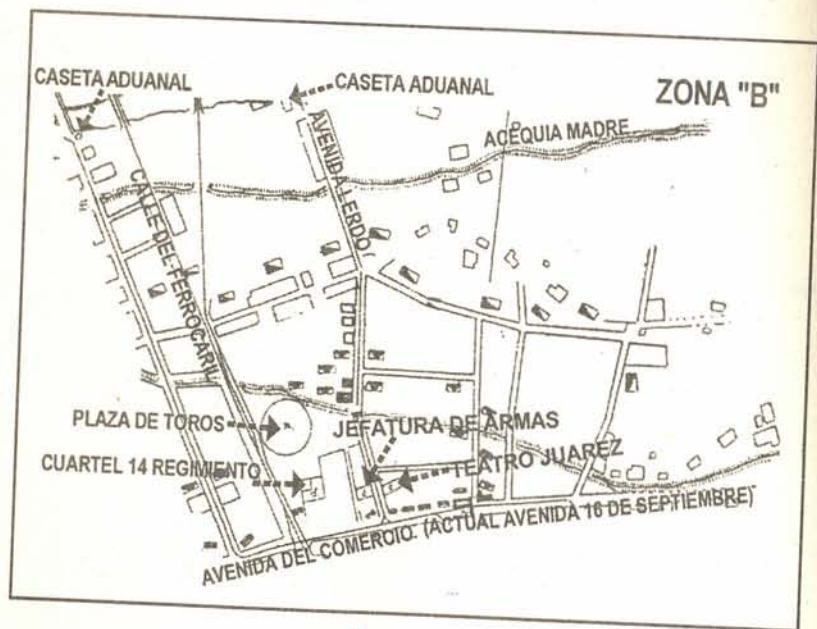 CASETA ADUANAL
CASETA ADUANAL
ZONA "B"
ACEQUIA MADRE
AVENIDA LERDO
CALLE DEL FERROCARIL
PLAZA DE TOROS
JEFATURA DE ARMAS
CUARTEL 14 REGIMIENTO
TEATRO JUAREZ
AVENIDA DEL COMERCIO. (ACTUAL AVENIDA 16 DE SEPTIEMBRE)